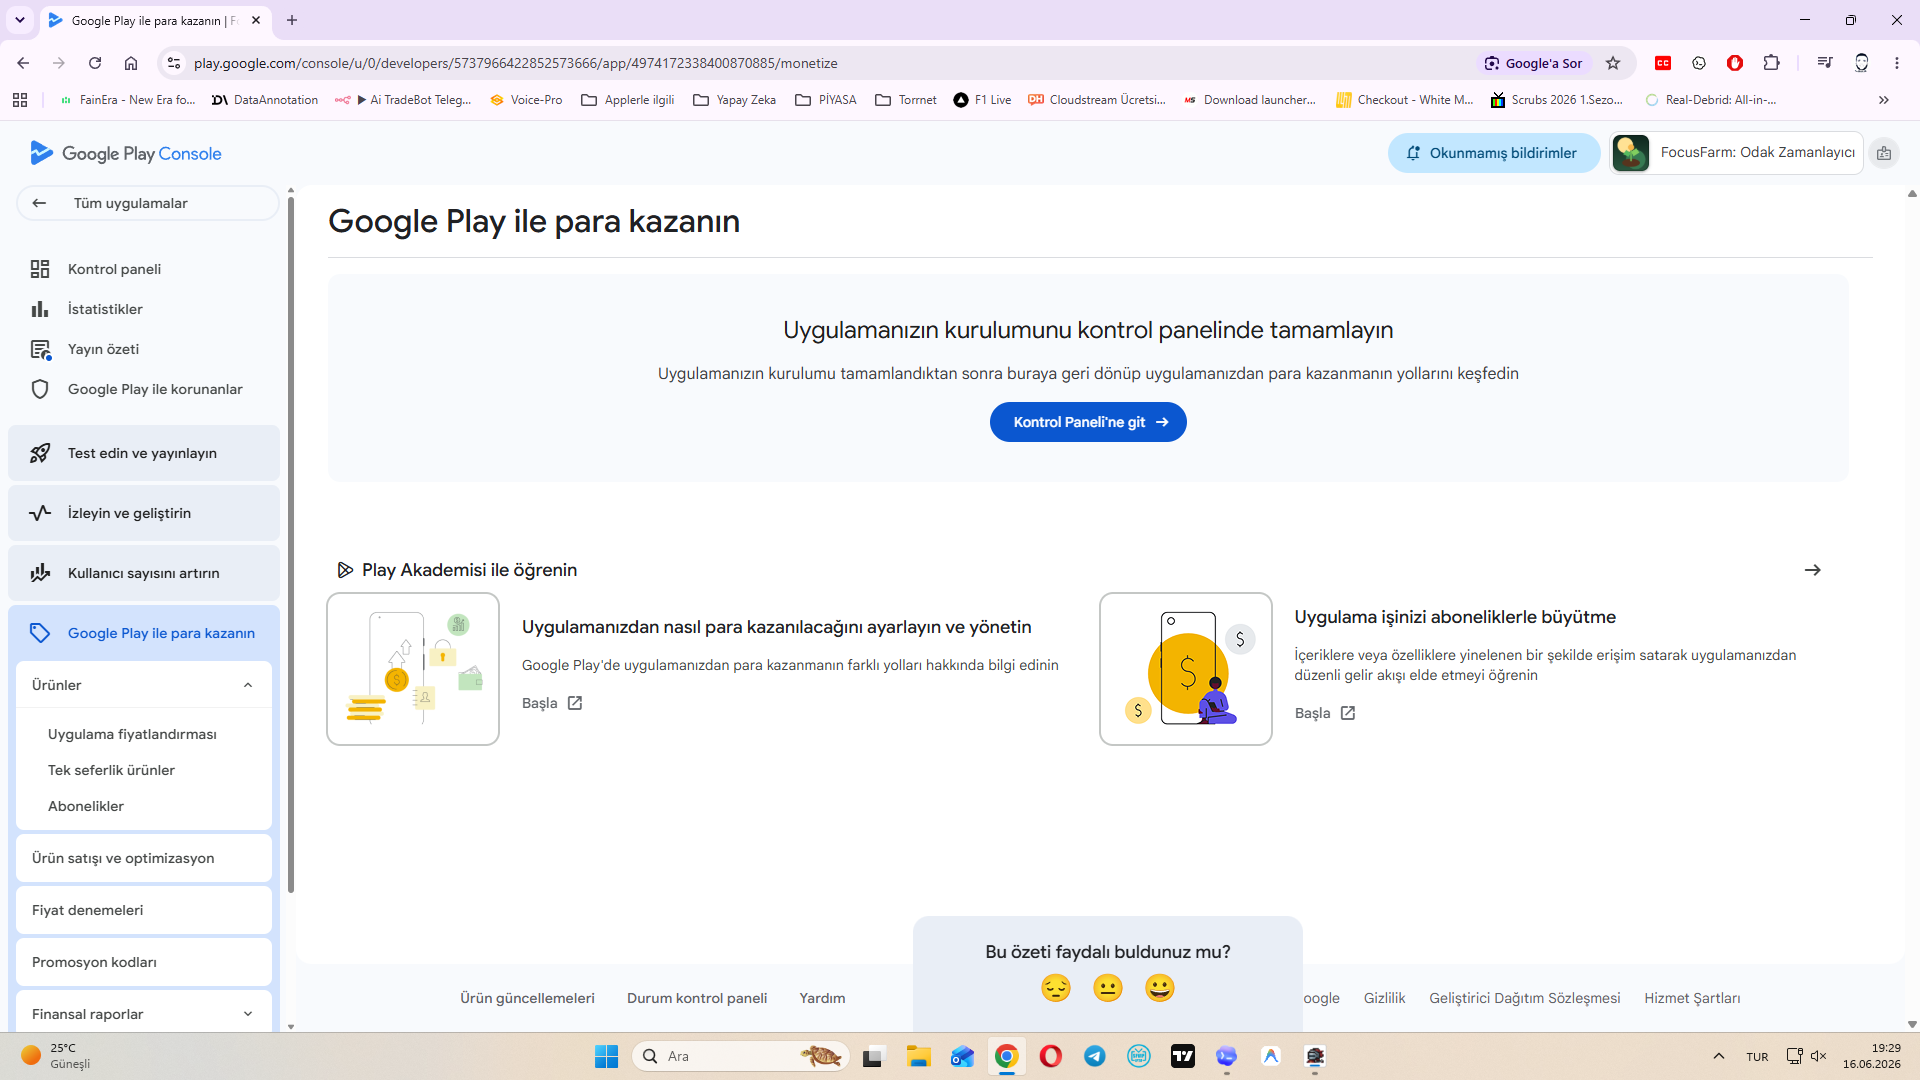 Google Play ile para kazanın | Fo
play.google.com/console/u/0/developers/5737966422852573666/app/4974172338400870885/monetize
Google'a Sor
FainEra - New Era fo...
DataAnnotation
Ai TradeBot Teleg...
Voice-Pro
Applerle ilgili
Yapay Zeka
PİYASA
Torrnet
F1 Live
Cloudstream Ücretsi...
Download launcher...
Checkout - White M...
Scrubs 2026 1.Sezo...
Real-Debrid: All-in-...
Google Play Console
Okunmamış bildirimler
FocusFarm: Odak Zamanlayıcı
Tüm uygulamalar
Kontrol paneli
İstatistikler
Yayın özeti
Google Play ile korunanlar
Test edin ve yayınlayın
İzleyin ve geliştirin
Kullanıcı sayısını artırın
Google Play ile para kazanın
Ürünler
Uygulama fiyatlandırması
Tek seferlik ürünler
Abonelikler
Ürün satışı ve optimizasyon
Fiyat denemeleri
Promosyon kodları
Finansal raporlar
Google Play ile para kazanın
Uygulamanızın kurulumunu kontrol panelinde tamamlayın
Uygulamanızın kurulumu tamamlandıktan sonra buraya geri dönüp uygulamanızdan para kazanmanın yollarını keşfedin
Kontrol Paneli'ne git
Play Akademisi ile öğrenin
Uygulamanızdan nasıl para kazanılacağını ayarlayın ve yönetin
Google Play'de uygulamanızdan para kazanmanın farklı yolları hakkında bilgi edinin
Başla
Uygulama işinizi aboneliklerle büyütme
İçeriklere veya özelliklere yinelenen bir şekilde erişim satarak uygulamanızdan
düzenli gelir akışı elde etmeyi öğrenin
Başla
Bu özeti faydalı buldunuz mu?
Ürün güncellemeleri
Durum kontrol paneli
Yardım
oogle
Gizlilik
Geliştirici Dağıtım Sözleşmesi
Hizmet Şartları
25°C
Güneşli
Ara
TUR
19:29
16.06.2026